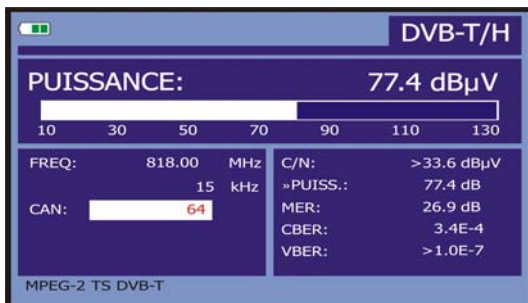 DVB-T/H
PUISSANCE: 77.4 dBµV
10 30 50 70 90 110 130
FREQ: 818.00 MHz
15 kHz
CAN: 64
C/N: >33.6 dBµV
»PUISS.: 77.4 dB
MER: 26.9 dB
CBER: 3.4E-4
VBER: >1.0E-7
MPEG-2 TS DVB-T